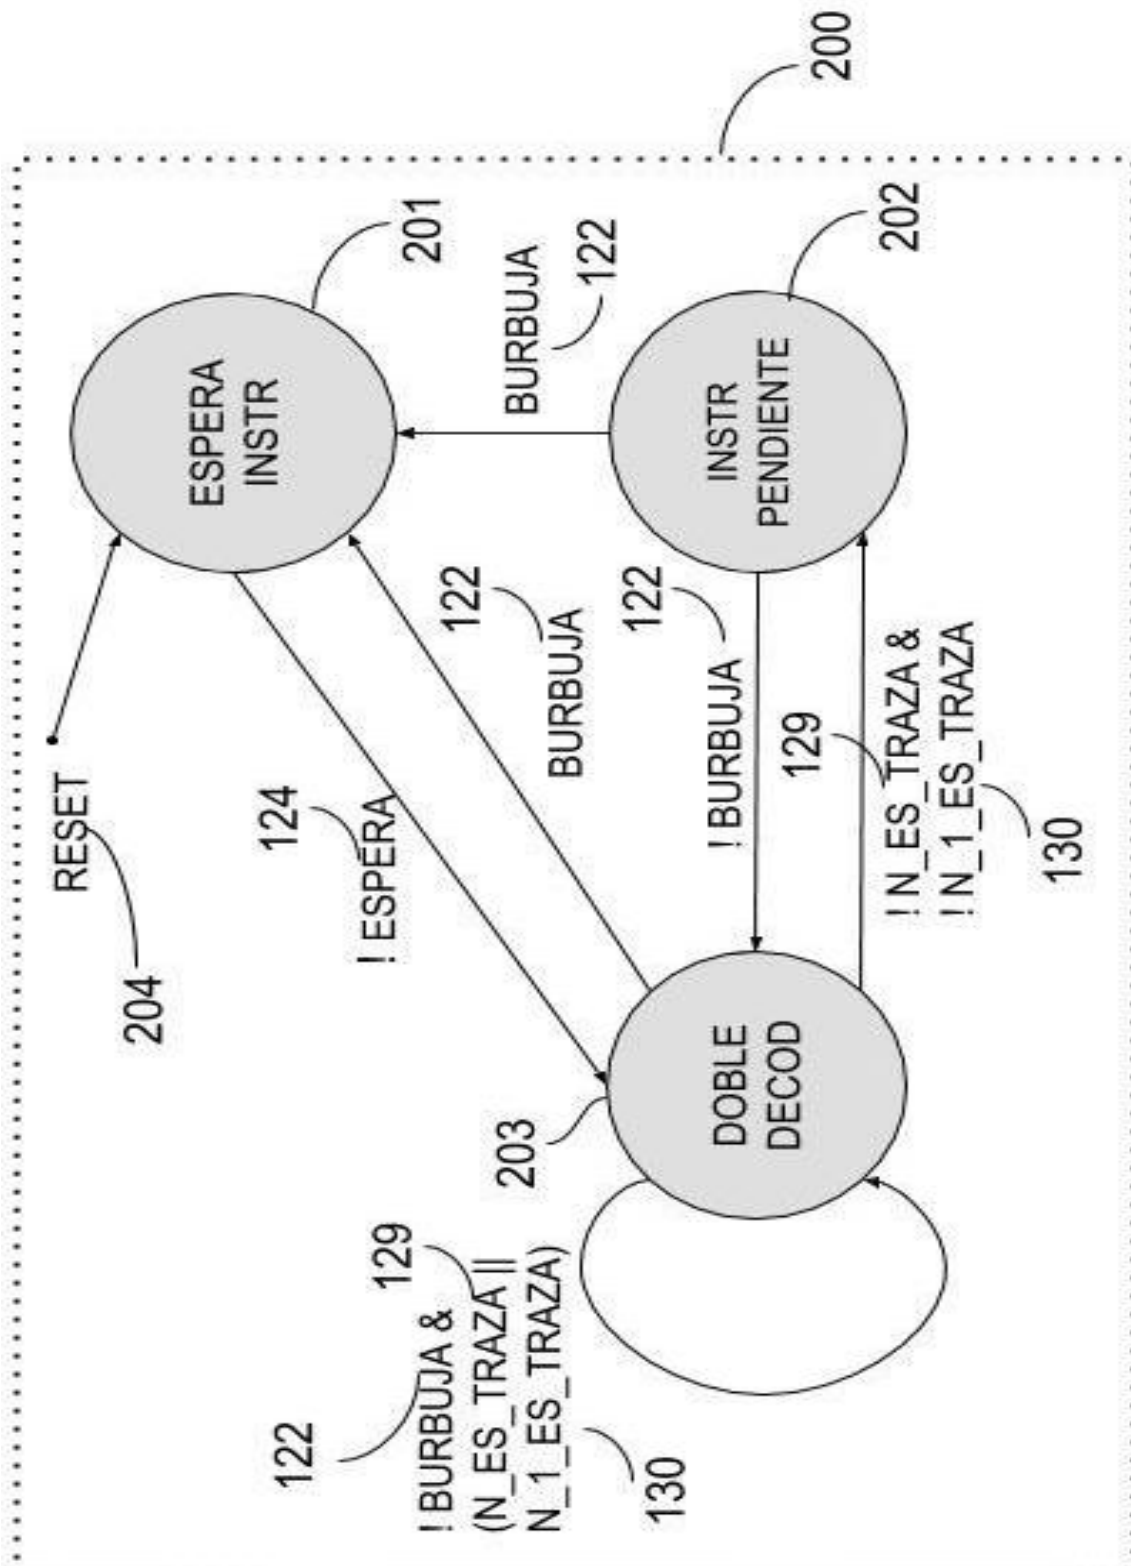 RESET
204
124
! ESPERA
ESPERA
INSTR
201
200
122
BURBUJA
BURBUJA
122
122
! BURBUJA
INSTR
PENDIENTE
202
129
! N_ES_TRAZA &
! N_1_ES_TRAZA
130
203
DOBLE
DECOD
122
129
! BURBUJA &
(N_ES_TRAZA ||
N_1_ES_TRAZA)
130